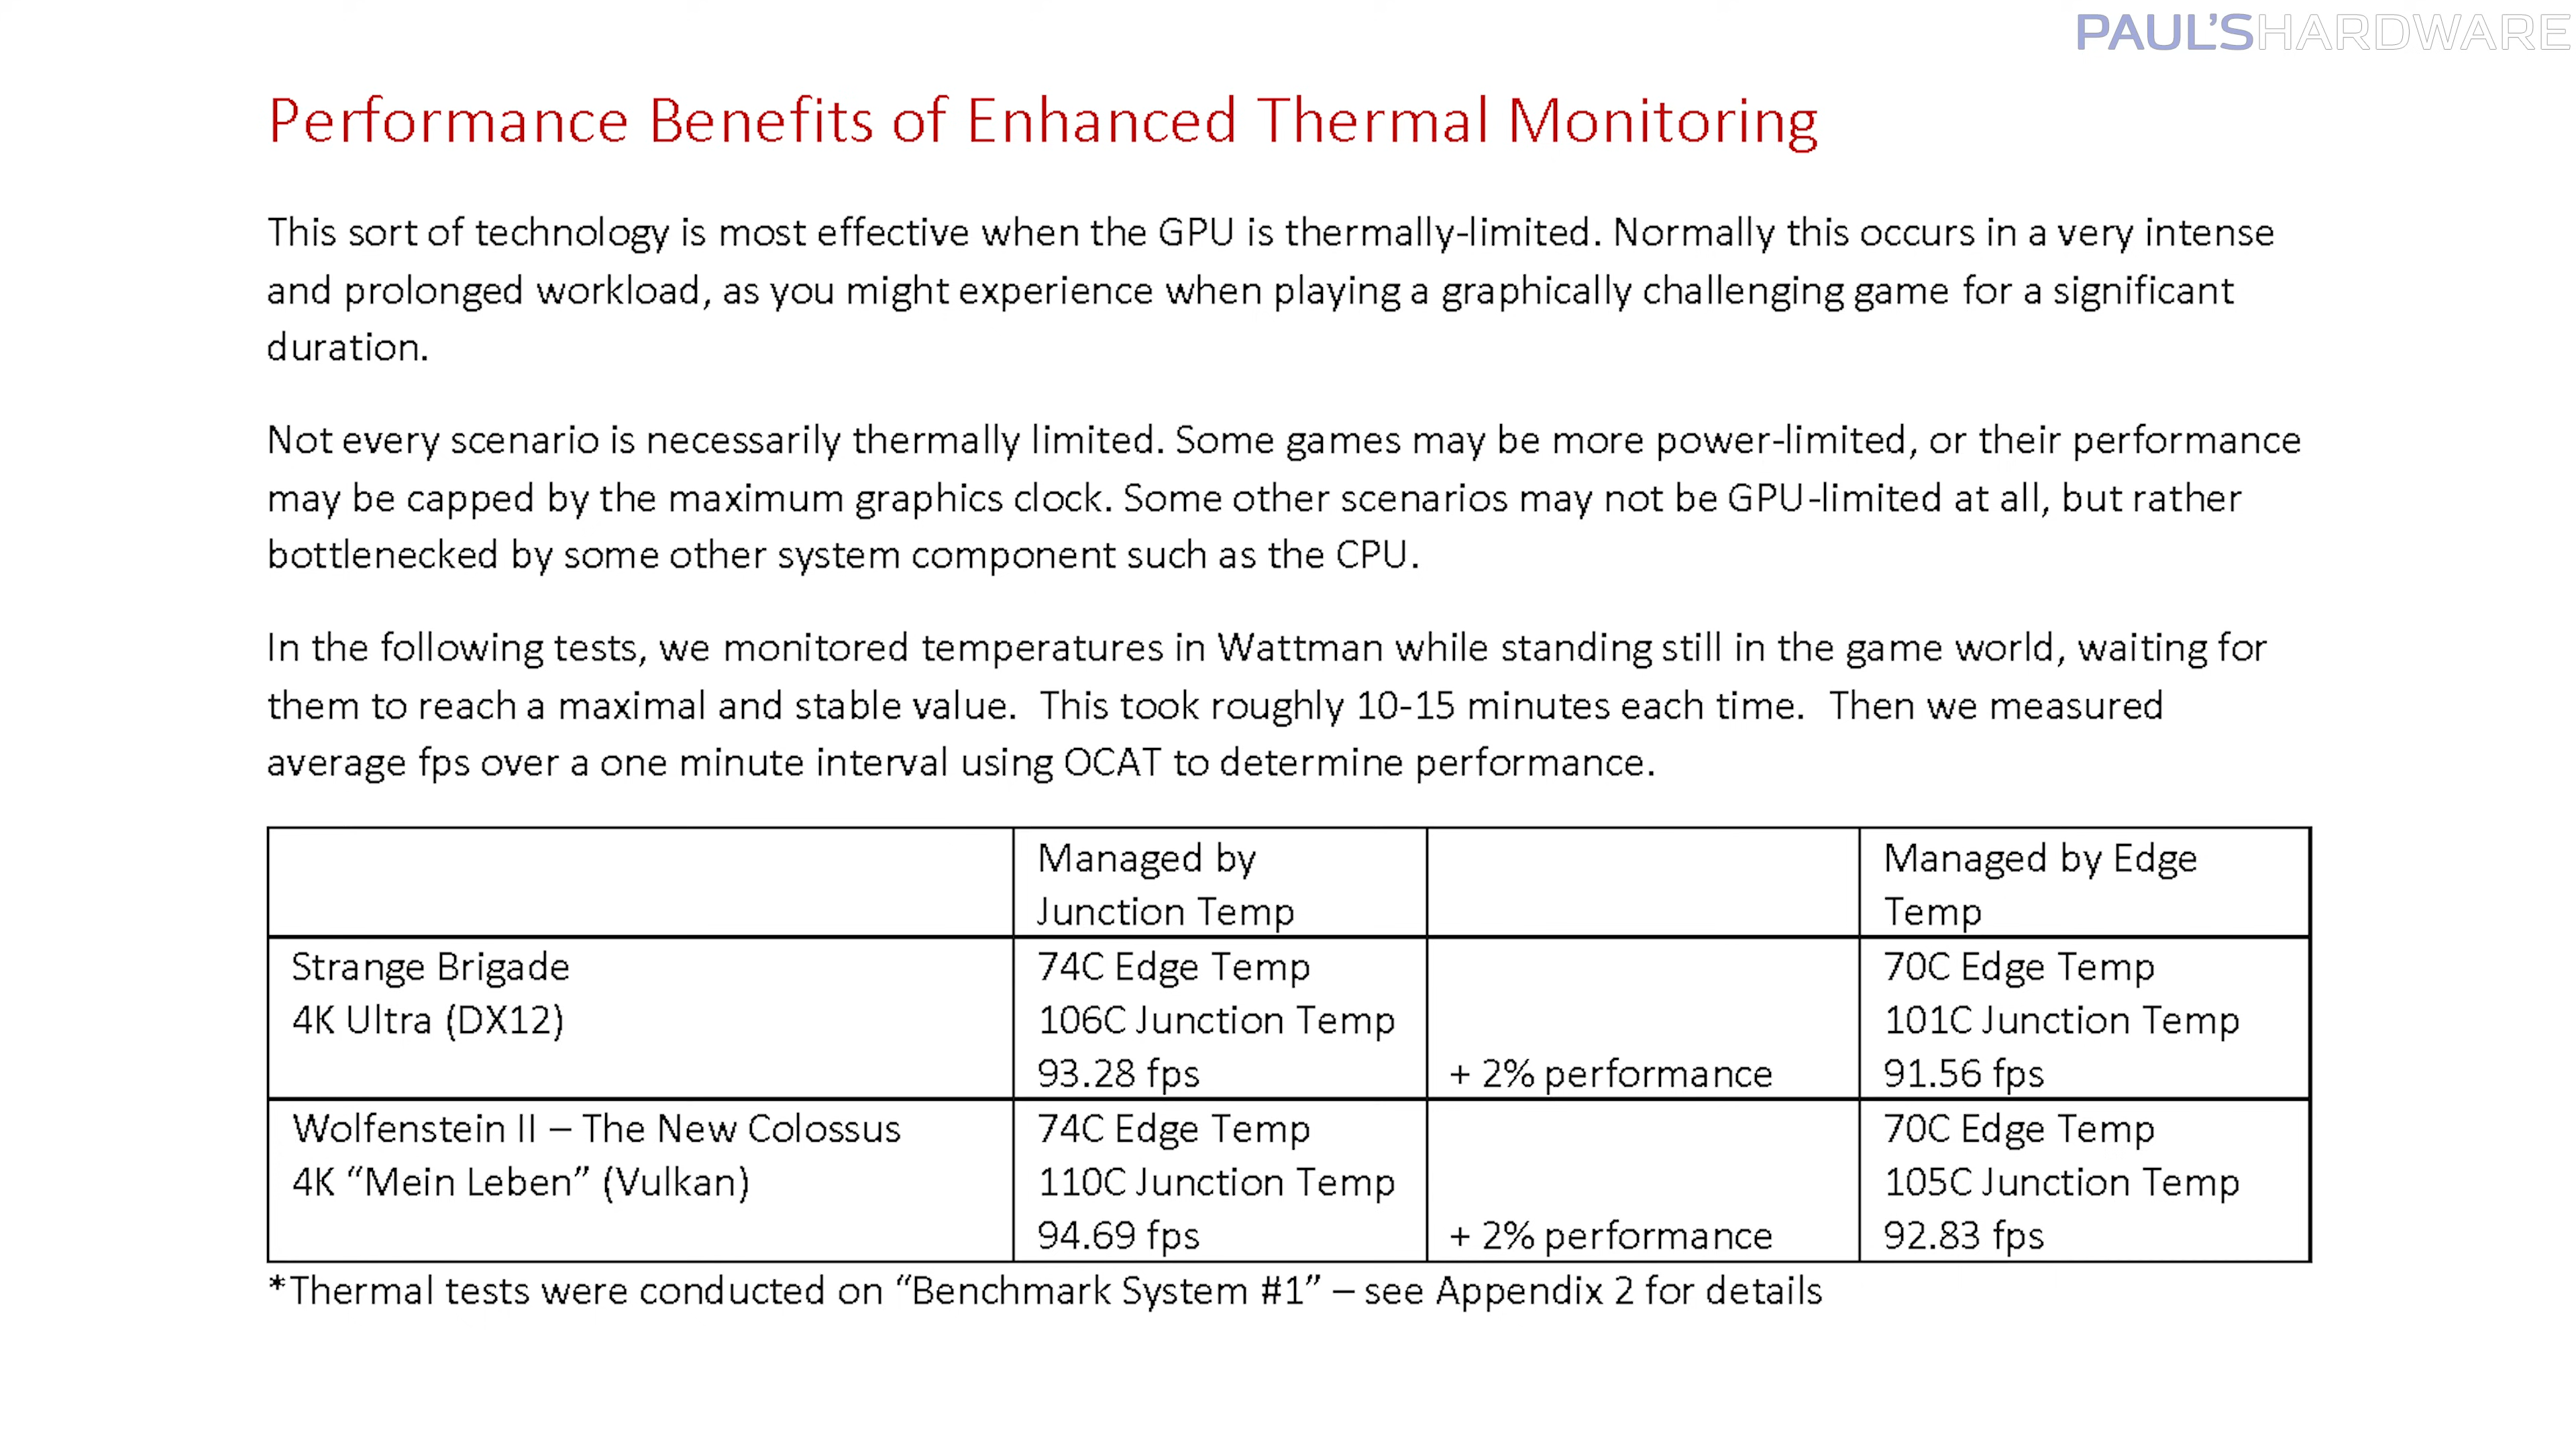 PAUL'SHARDWARE
Performance Benefits of Enhanced Thermal Monitoring
This sort of technology is most effective when the GPU is thermally-limited. Normally this occurs in a very intense
and prolonged workload, as you might experience when playing a graphically challenging game for a significant
duration.
Not every scenario is necessarily thermally limited. Some games may be more power-limited, or their performance
may be capped by the maximum graphics clock. Some other scenarios may not be GPU-limited at all, but rather
bottlenecked by some other system component such as the CPU.
In the following tests, we monitored temperatures in Wattman while standing still in the game world, waiting for
them to reach a maximal and stable value.  This took roughly 10-15 minutes each time.  Then we measured
average fps over a one minute interval using OCAT to determine performance.
Managed by
Junction Temp
Managed by Edge
Temp
Strange Brigade
4K Ultra (DX12)
74C Edge Temp
106C Junction Temp
93.28 fps
+ 2% performance
70C Edge Temp
101C Junction Temp
91.56 fps
Wolfenstein II – The New Colossus
4K “Mein Leben” (Vulkan)
74C Edge Temp
110C Junction Temp
94.69 fps
+ 2% performance
70C Edge Temp
105C Junction Temp
92.83 fps
*Thermal tests were conducted on “Benchmark System #1” – see Appendix 2 for details